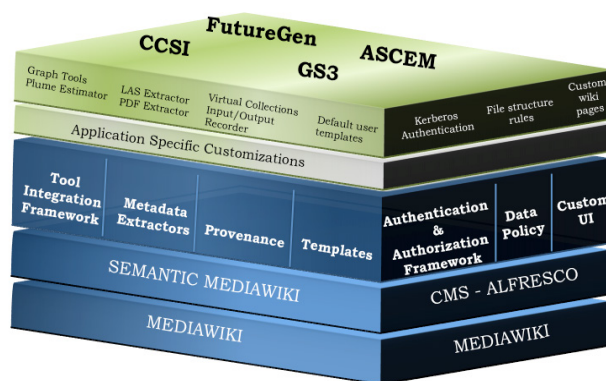 FutureGen
CCSI
ASCEM
GS3
Graph Tools
Plume Estimator
LAS Extractor
PDF Extractor
Virtual Collections
Input/Output
Recorder
Default user
templates
Kerberos
Authentication
File structure
rules
Custom
wiki
pages
Application Specific Customizations
Tool
Integration
Framework
Metadata
Extractors
Provenance
Templates
Authentication
&
Authorization
Framework
Data
Policy
Custom
UI
SEMANTIC MEDIAWIKI
CMS - ALFRESCO
MEDIAWIKI
MEDIAWIKI